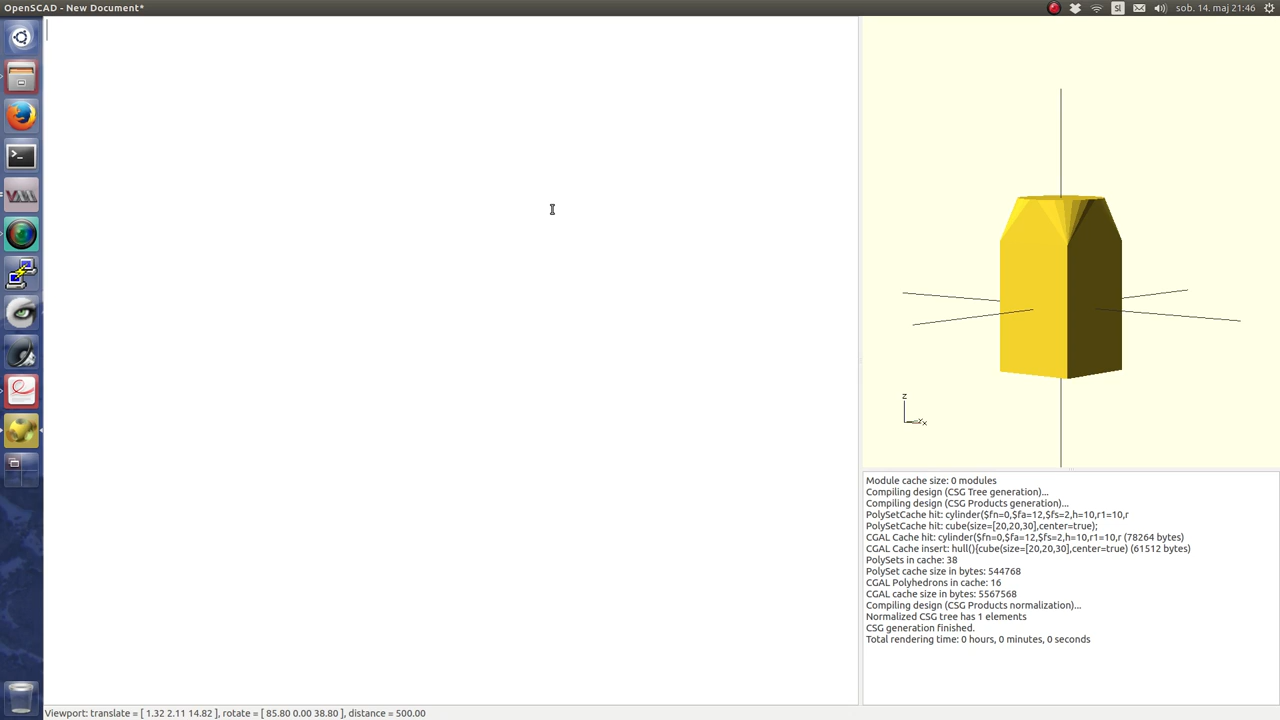 OpenSCAD - New Document*
Sl
sob. 14. maj 21:46
z
x
Module cache size: 0 modules
Compiling design (CSG Tree generation)...
Compiling design (CSG Products generation)...
PolySetCache hit: cylinder($fn=0,$fa=12,$fs=2,h=10,r1=10,r
PolySetCache hit: cube(size=[20,20,30],center=true);
CGAL Cache hit: cylinder($fn=0,$fa=12,$fs=2,h=10,r1=10,r (78264 bytes)
CGAL Cache insert: hull(){cube(size=[20,20,30],center=true) (61512 bytes)
PolySets in cache: 38
PolySet cache size in bytes: 544768
CGAL Polyhedrons in cache: 16
CGAL cache size in bytes: 5567568
Compiling design (CSG Products normalization)...
Normalized CSG tree has 1 elements
CSG generation finished.
Total rendering time: 0 hours, 0 minutes, 0 seconds
Viewport: translate = [ 1.32 2.11 14.82 ], rotate = [ 85.80 0.00 38.80 ], distance = 500.00